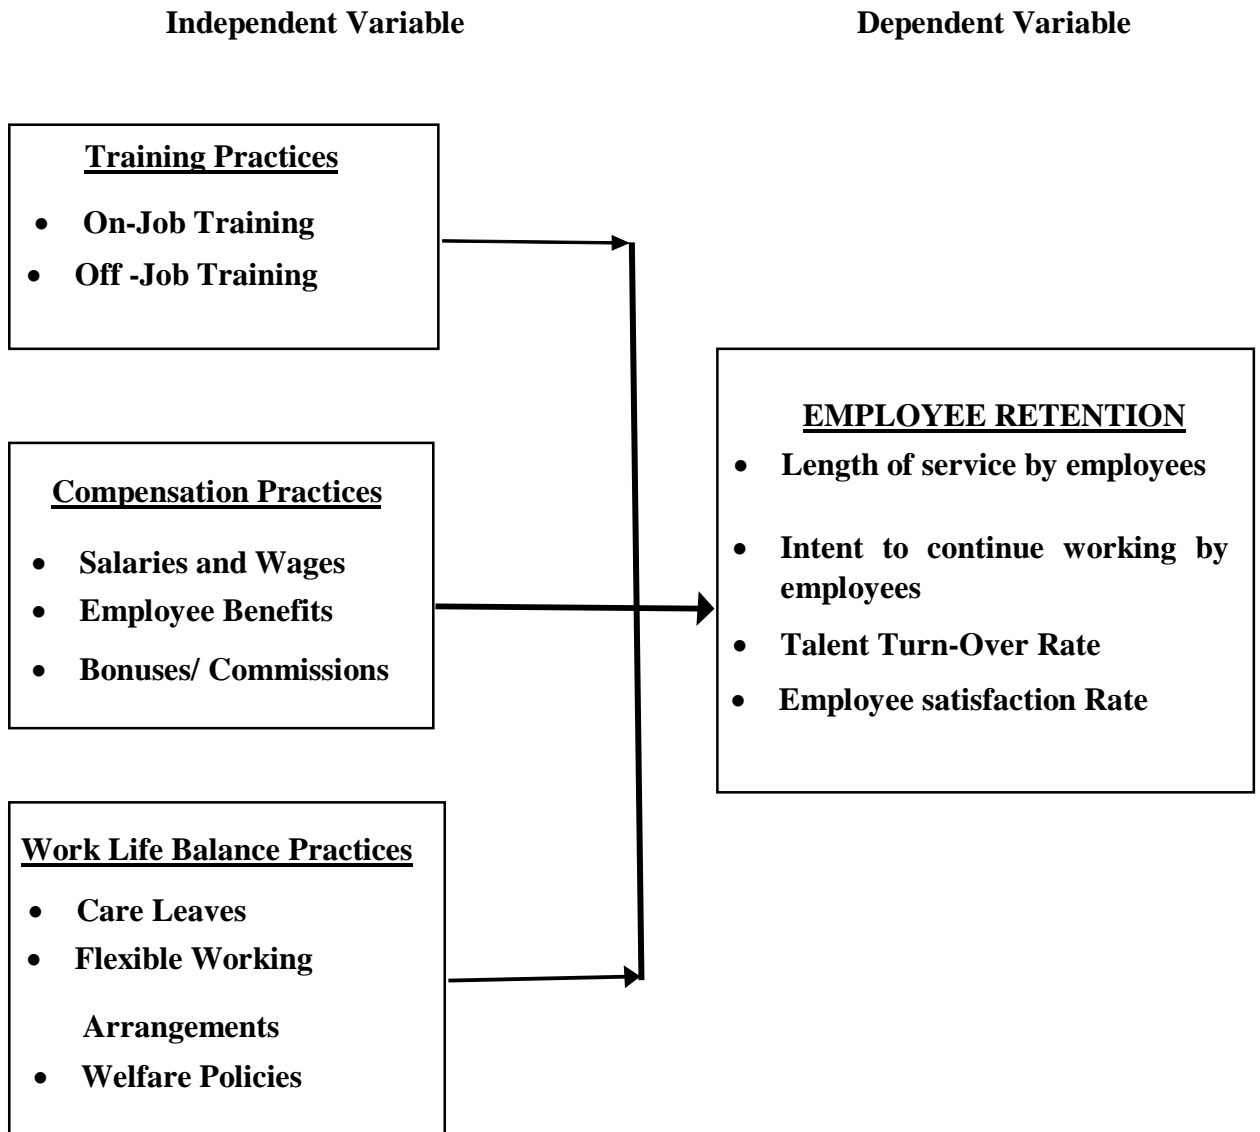 Independent Variable
Dependent Variable
Training Practices
• On-Job Training
• Off -Job Training
Compensation Practices
• Salaries and Wages
• Employee Benefits
• Bonuses/ Commissions
Work Life Balance Practices
• Care Leaves
• Flexible Working
Arrangements
• Welfare Policies
EMPLOYEE RETENTION
• Length of service by employees
• Intent to continue working by
employees
• Talent Turn-Over Rate
• Employee satisfaction Rate